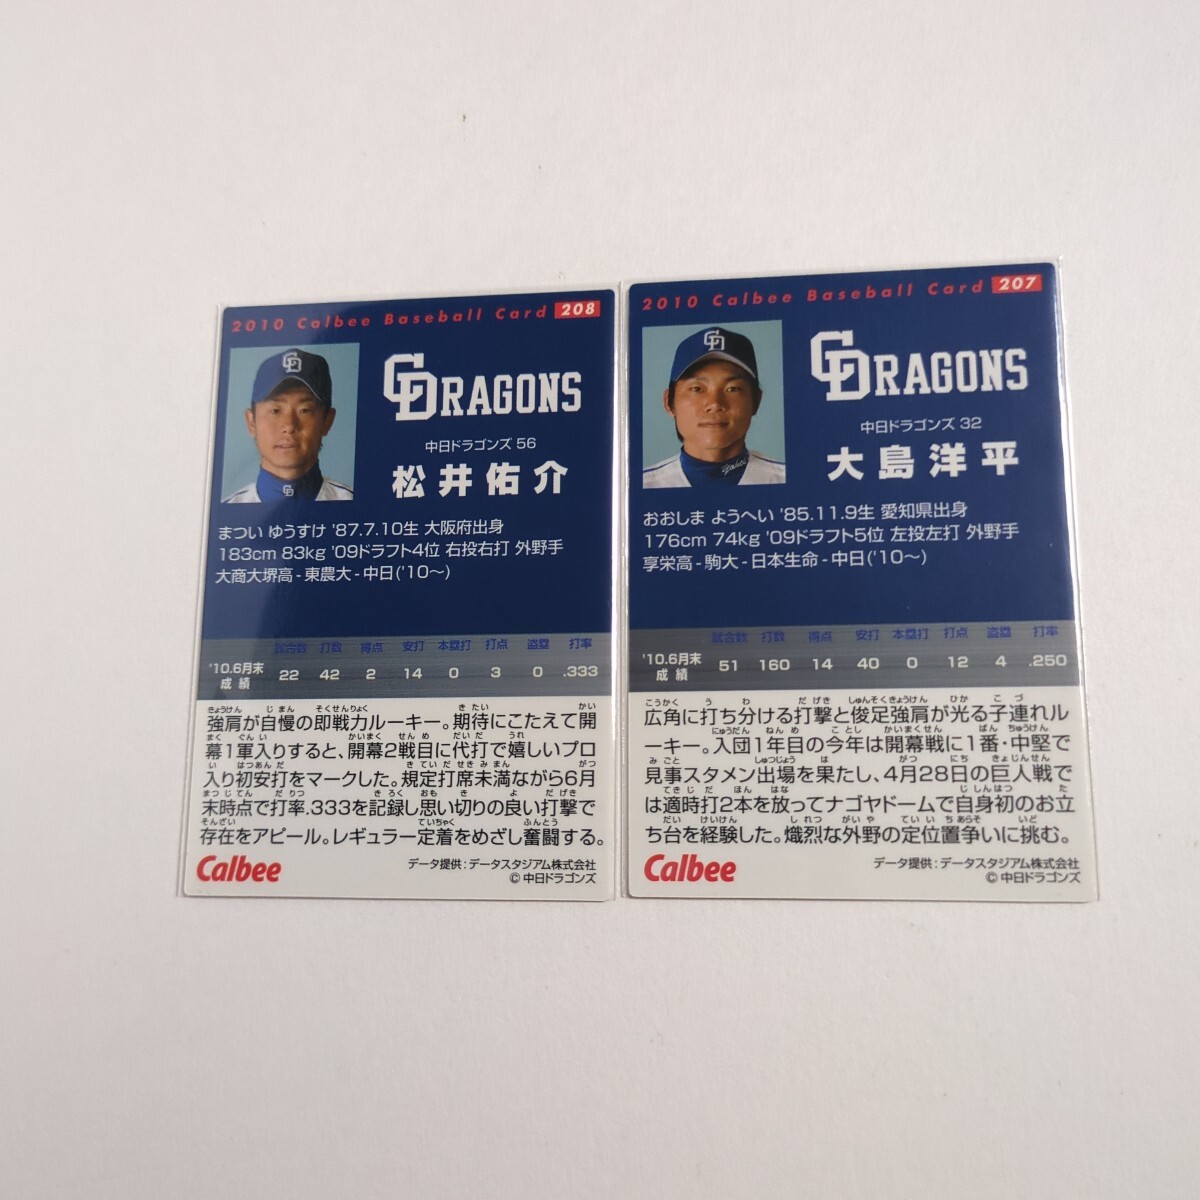 2010 Calbee Baseball Card 208
DRAGONS
中日ドラゴンズ 56
松井佑介
まつい ゆうすけ '87.7.10生 大阪府出身
183cm 83kg '09ドラフト4位 右投右打 外野手
大商大堺高 - 東農大 - 中日('10〜)
試合数 打数 得点 安打 本塁打 打点 盗塁 打率
'10.6月末成績 22 42 2 14 0 3 0 .333
強肩が自慢の即戦力ルーキー。期待にこたえて開
幕1軍入りすると、開幕2戦目に代打で嬉しいプロ
入り初安打をマークした。規定打席未満ながら6月
末時点で打率.333を記録し思い切りの良い打撃で
存在をアピール。レギュラー定着をめざし奮闘する。
Calbee
データ提供:データスタジアム株式会社
© 中日ドラゴンズ
2010 Calbee Baseball Card 207
DRAGONS
中日ドラゴンズ 32
大島洋平
おおしま ようへい '85.11.9生 愛知県出身
176cm 74kg '09ドラフト5位 左投左打 外野手
享栄高 - 駒大 - 日本生命 - 中日('10〜)
試合数 打数 得点 安打 本塁打 打点 盗塁 打率
'10.6月末成績 51 160 14 40 0 12 4 .250
広角に打ち分ける打撃と俊足強肩が光る子連れル
ーキー。入団1年目の今年は開幕戦に1番・中堅で
見事スタメン出場を果たし、4月28日の巨人戦で
は適時打2本を放ってナゴヤドームで自身初のお立
ち台を経験した。熾烈な外野の定位置争いに挑む。
Calbee
データ提供:データスタジアム株式会社
© 中日ドラゴンズ